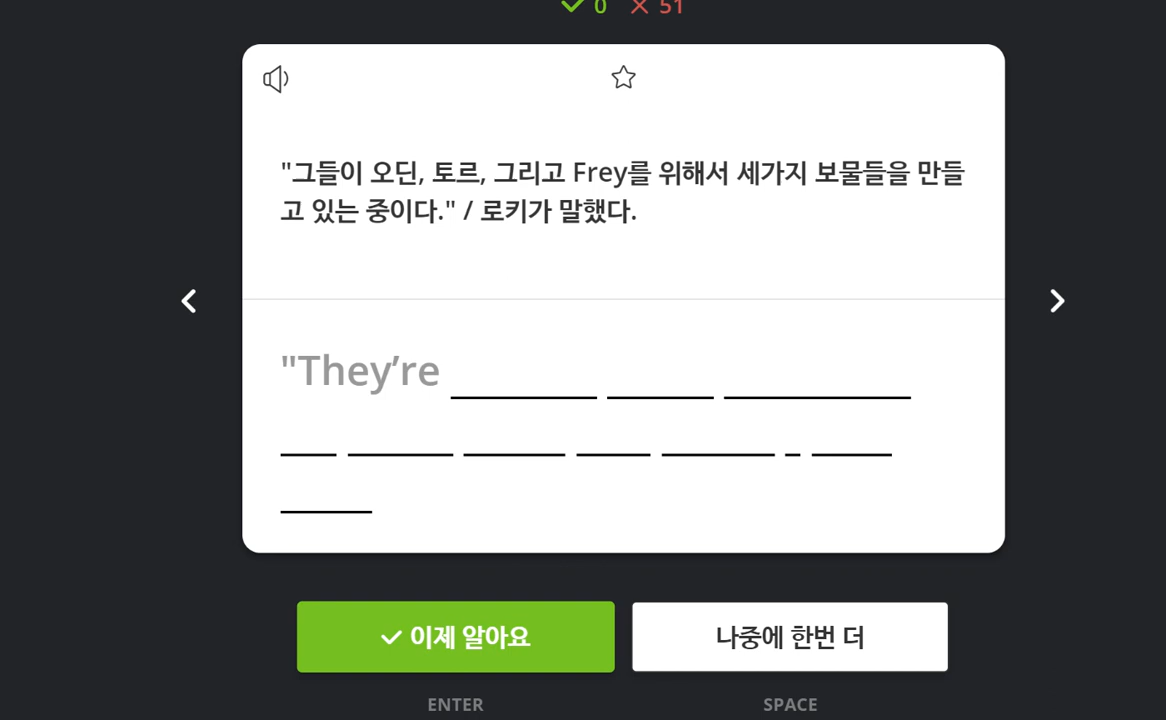 0 51
"그들이 오딘, 토르, 그리고 Frey를 위해서 세가지 보물들을 만들
고 있는 중이다." / 로키가 말했다.
"They’re
이제 알아요 나중에 한번 더
ENTER SPACE